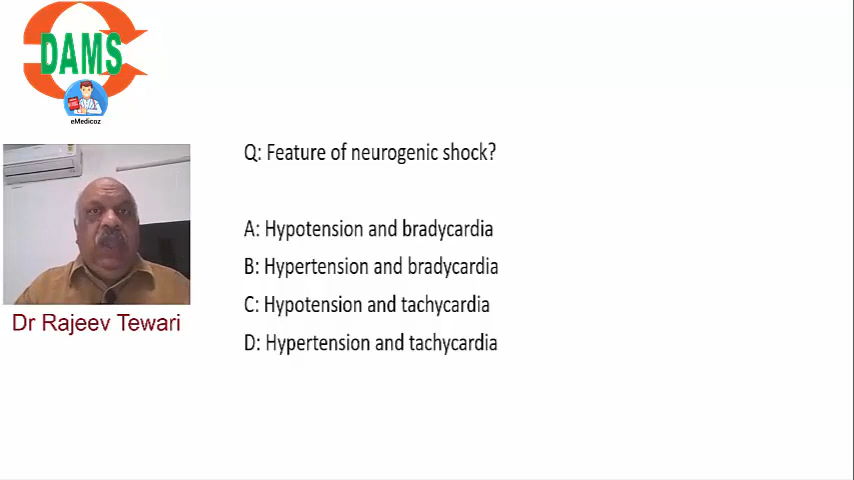 DAMS
eMedicoz
Q: Feature of neurogenic shock?
A: Hypotension and bradycardia
B: Hypertension and bradycardia
C: Hypotension and tachycardia
D: Hypertension and tachycardia
Dr Rajeev Tewari